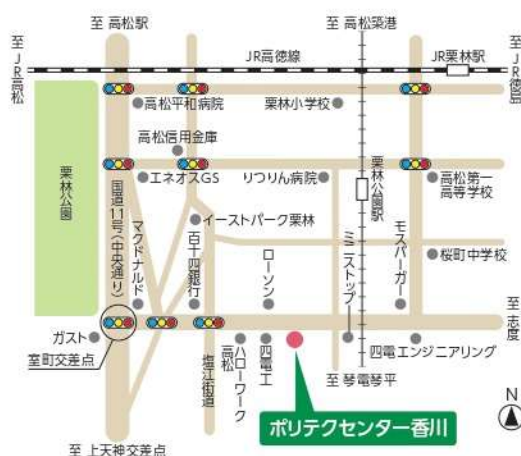 至 高松駅
至 高松築港
至 JR高松
JR高徳線
JR栗林駅
至 徳島
高松平和病院
栗林小学校
高松信用金庫
栗林公園
エネオスGS
りつりん病院
栗林公園駅
高松第一
高等学校
国道11号(中央通り)
マクドナルド
百十四銀行
イーストパーク栗林
ローソン
ミニストップ
モスバーガー
桜町中学校
ガスト
室町交差点
塩江街道
ハローワーク
高松
四電工
四電エンジニアリング
至 志度
至 琴電琴平
ポリテクセンター香川
至 上天神交差点
N